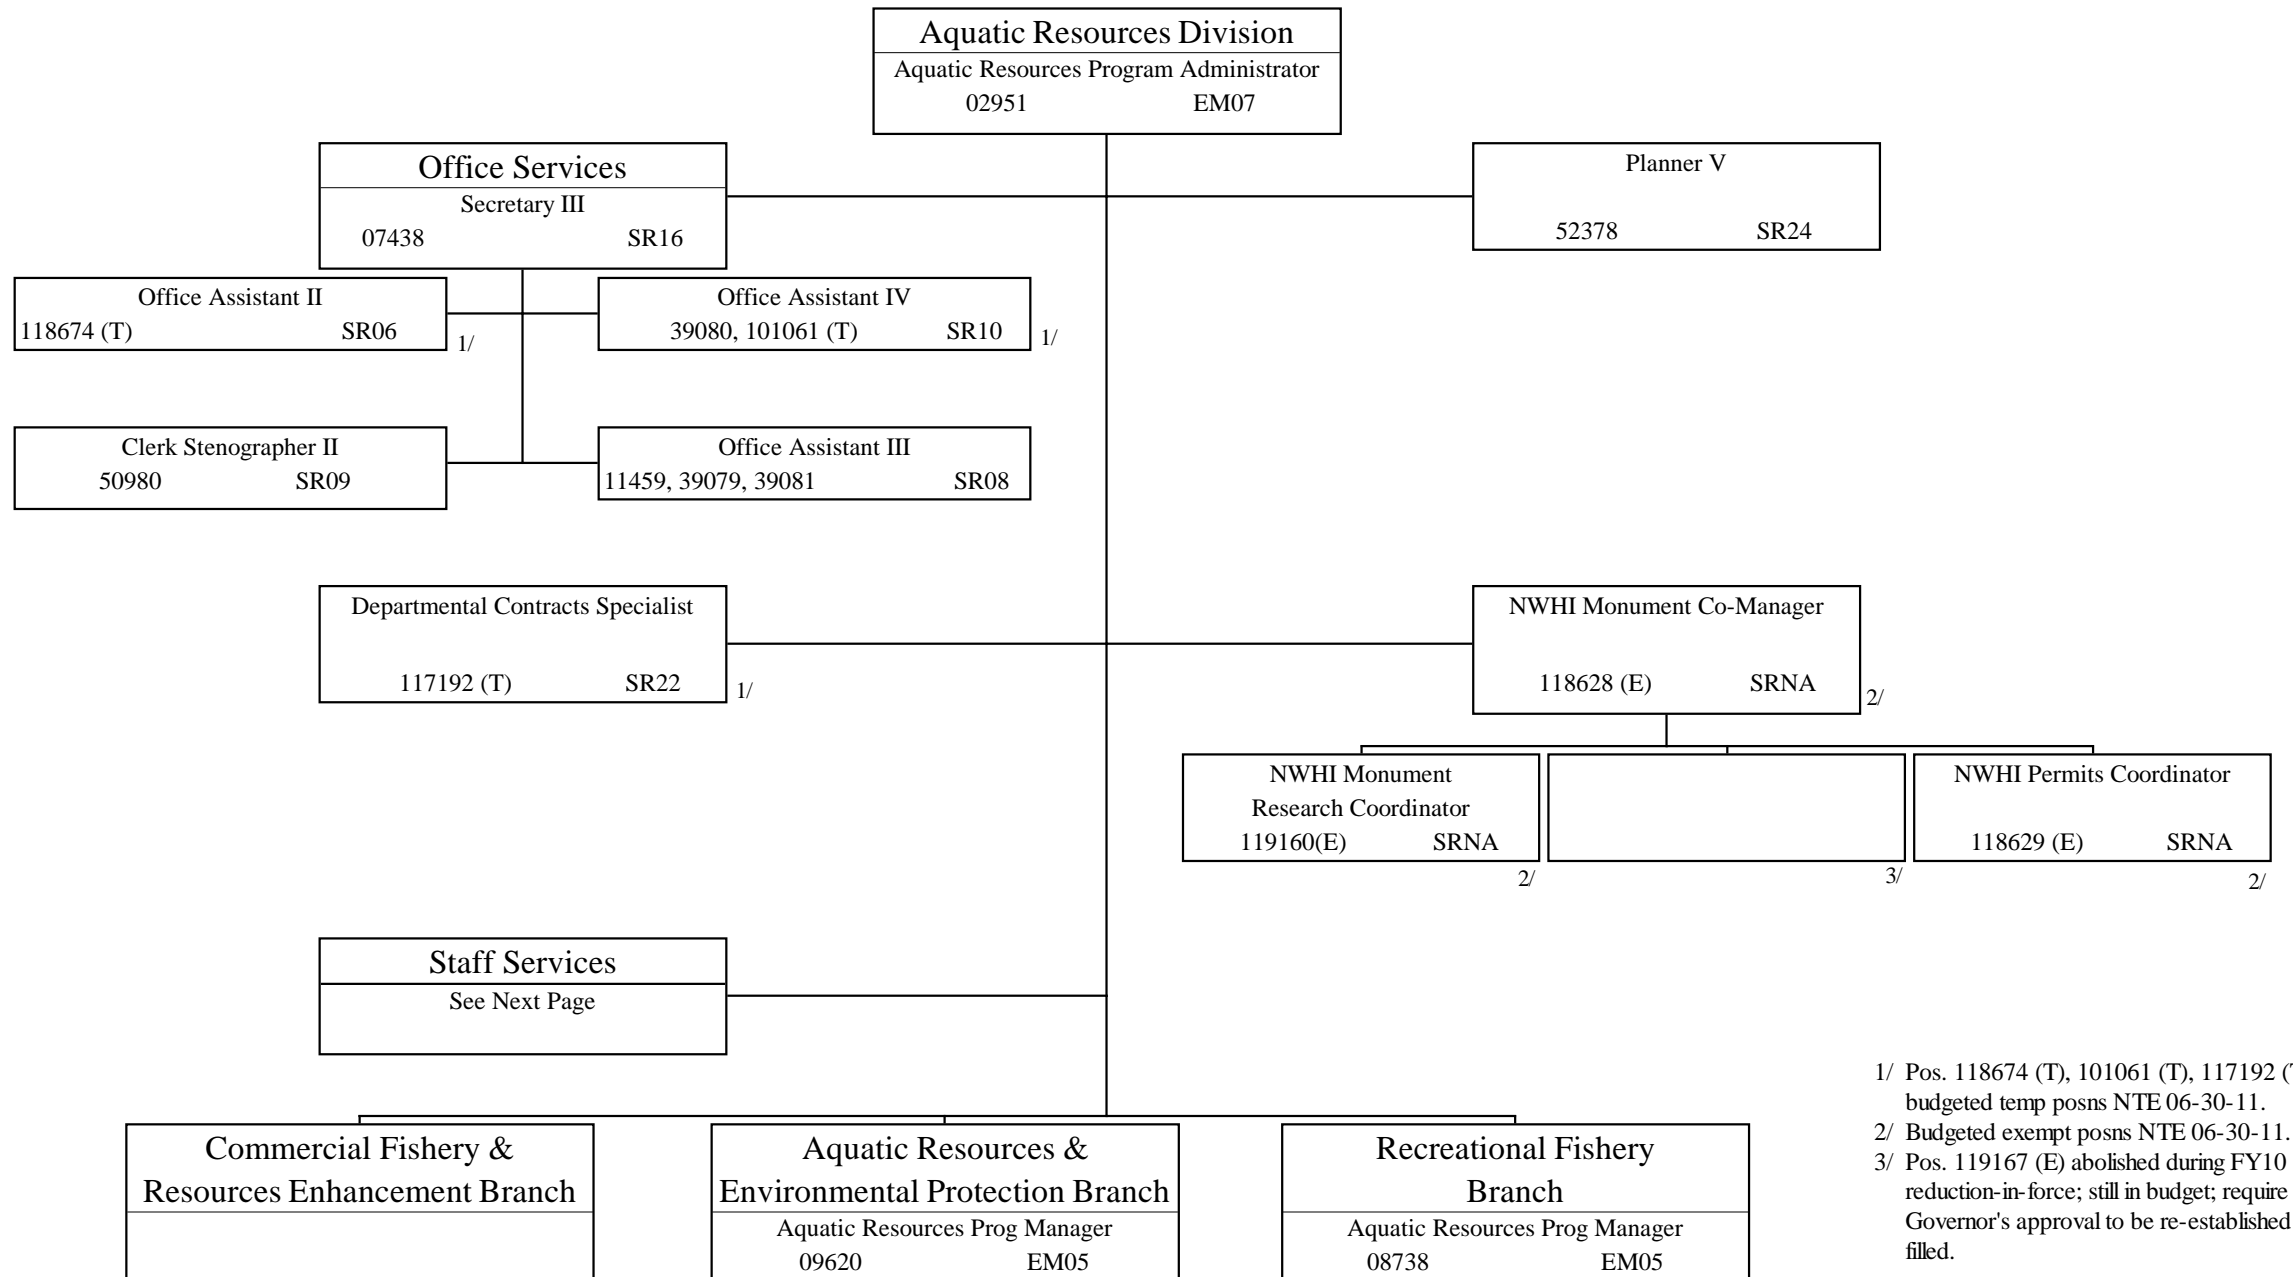 Aquatic Resources Division
Aquatic Resources Program Administrator
02951 EM07
Office Services
Secretary III
07438 SR16
Planner V
52378 SR24
Office Assistant II
118674 (T) SR06
1/
Office Assistant IV
39080, 101061 (T) SR10
1/
Clerk Stenographer II
50980 SR09
Office Assistant III
11459, 39079, 39081 SR08
Departmental Contracts Specialist
117192 (T) SR22
1/
NWHI Monument Co-Manager
118628 (E) SRNA
2/
NWHI Monument
Research Coordinator
119160(E) SRNA
2/
3/
NWHI Permits Coordinator
118629 (E) SRNA
2/
Staff Services
See Next Page
Commercial Fishery &
Resources Enhancement Branch
Aquatic Resources &
Environmental Protection Branch
Aquatic Resources Prog Manager
09620 EM05
Recreational Fishery
Branch
Aquatic Resources Prog Manager
08738 EM05
1/ Pos. 118674 (T), 101061 (T), 117192 (
budgeted temp posns NTE 06-30-11.
2/ Budgeted exempt posns NTE 06-30-11.
3/ Pos. 119167 (E) abolished during FY10
reduction-in-force; still in budget; require
Governor's approval to be re-established
filled.